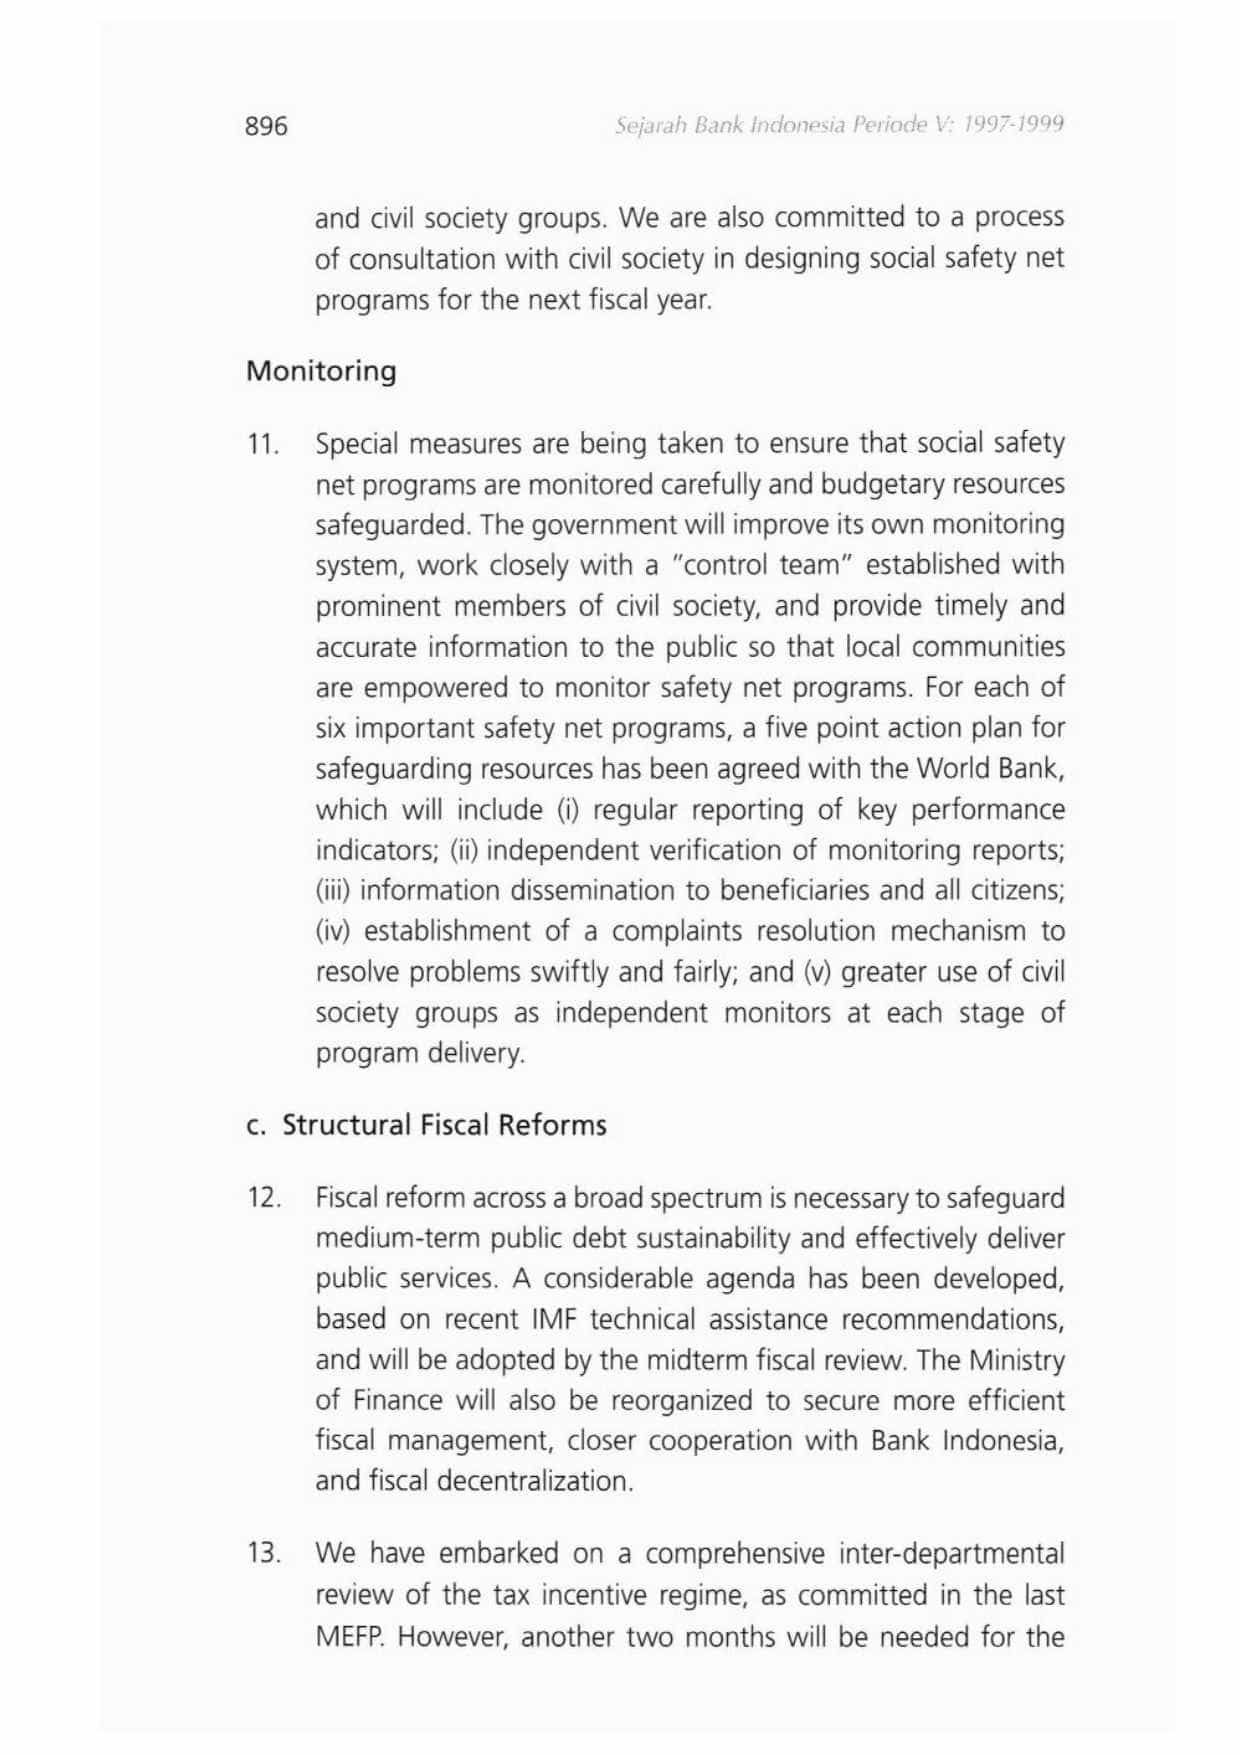 896
Sejarah Bank Indonesia Periode V: 1997-1999
and civil society groups. We are also committed to a process
of consultation with civil society in designing social safety net
programs for the next fiscal year.
Monitoring
11. Special measures are being taken to ensure that social safety
net programs are monitored carefully and budgetary resources
safeguarded. The government will improve its own monitoring
system, work closely with a "control team" established with
prominent members of civil society, and provide timely and
accurate information to the public so that local communities
are empowered to monitor safety net programs. For each of
six important safety net programs, a five point action plan for
safeguarding resources has been agreed with the World Bank,
which will include (i) regular reporting of key performance
indicators; (ii) independent verification of monitoring reports;
(iii) information dissemination to beneficiaries and all citizens;
(iv) establishment of a complaints resolution mechanism to
resolve problems swiftly and fairly; and (v) greater use of civil
society groups as independent monitors at each stage of
program delivery.
c. Structural Fiscal Reforms
12. Fiscal reform across a broad spectrum is necessary to safeguard
medium-term public debt sustainability and effectively deliver
public services. A considerable agenda has been developed,
based on recent IMF technical assistance recommendations,
and will be adopted by the midterm fiscal review. The Ministry
of Finance will also be reorganized to secure more efficient
fiscal management, closer cooperation with Bank Indonesia,
and fiscal decentralization.
13. We have embarked on a comprehensive inter-departmental
review of the tax incentive regime, as committed in the last
MEFP. However, another two months will be needed for the